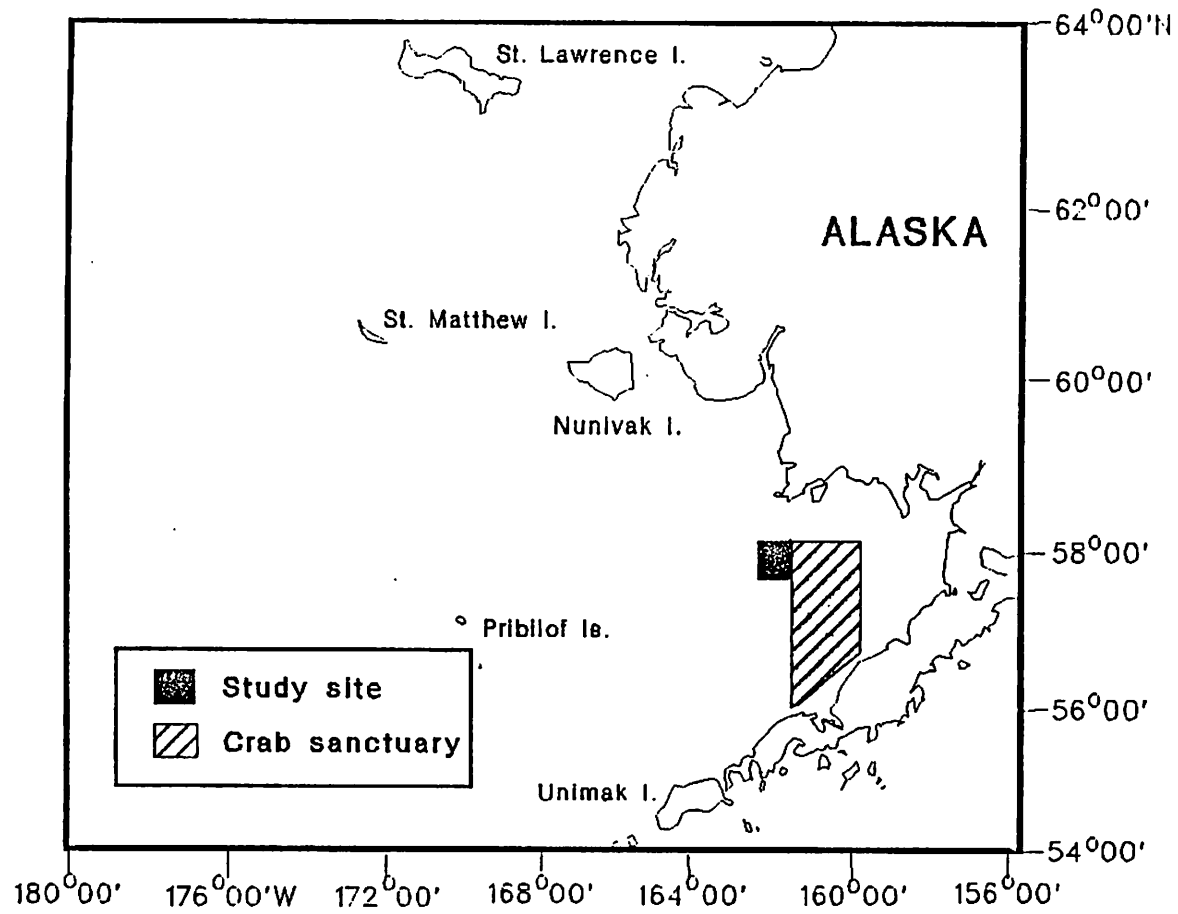 64°00'N
St. Lawrence I.
62°00'
ALASKA
St. Matthew I.
60°00'
Nunivak I.
58°00'
Pribilof Is.
Study site
56°00'
Crab sanctuary
Unimak I.
b.
54°00'
180°00' 176°00'W 172°00' 168°00' 164°00' 160°00' 156°00'